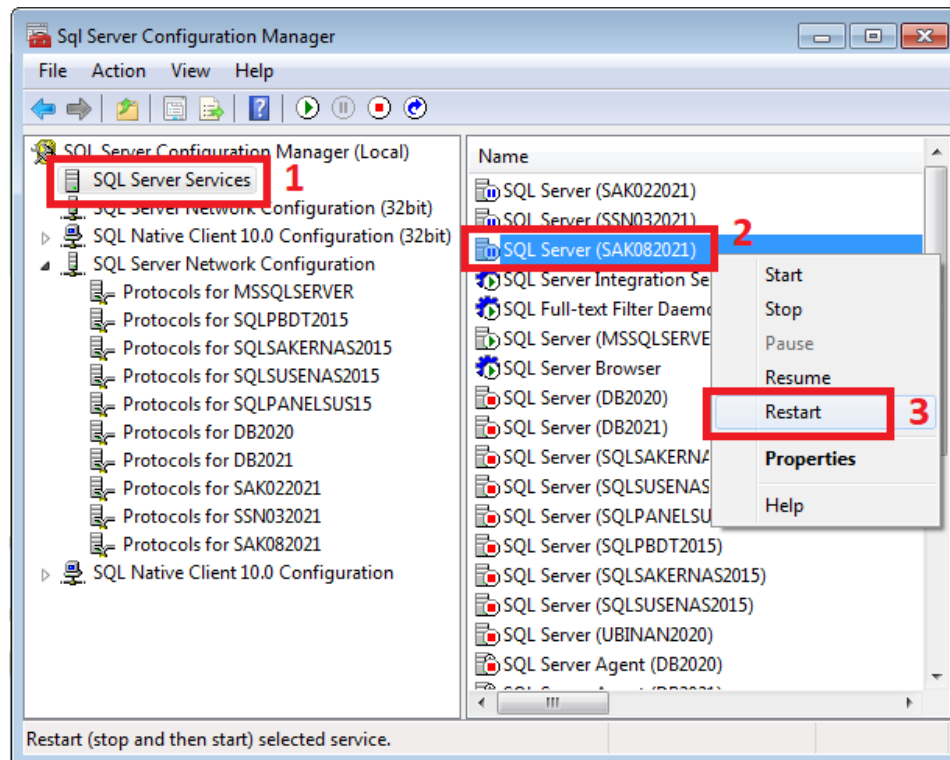 Sql Server Configuration Manager
File Action View Help
SQL Server Configuration Manager (Local)
SQL Server Services
1
SQL Server Network Configuration (32bit)
SQL Native Client 10.0 Configuration (32bit)
SQL Server Network Configuration
Protocols for MSSQLSERVER
Protocols for SQLPBDT2015
Protocols for SQLSAKERNAS2015
Protocols for SQLSUSENAS2015
Protocols for SQLPANELSUS15
Protocols for DB2020
Protocols for DB2021
Protocols for SAK022021
Protocols for SSN032021
Protocols for SAK082021
SQL Native Client 10.0 Configuration
Name
SQL Server (SAK022021)
SQL Server (SSN032021)
2
SQL Server (SAK082021)
SQL Server Integration Se
SQL Full-text Filter Daem
SQL Server (MSSQLSERVE
SQL Server Browser
SQL Server (DB2020)
SQL Server (DB2021)
SQL Server (SQLSAKERNA
SQL Server (SQLSUSENAS
SQL Server (SQLPANELSU
SQL Server (SQLPBDT2015)
SQL Server (SQLSAKERNAS2015)
SQL Server (SQLSUSENAS2015)
SQL Server (UBINAN2020)
SQL Server Agent (DB2020)
Start
Stop
Pause
Resume
Restart
3
Properties
Help
Restart (stop and then start) selected service.